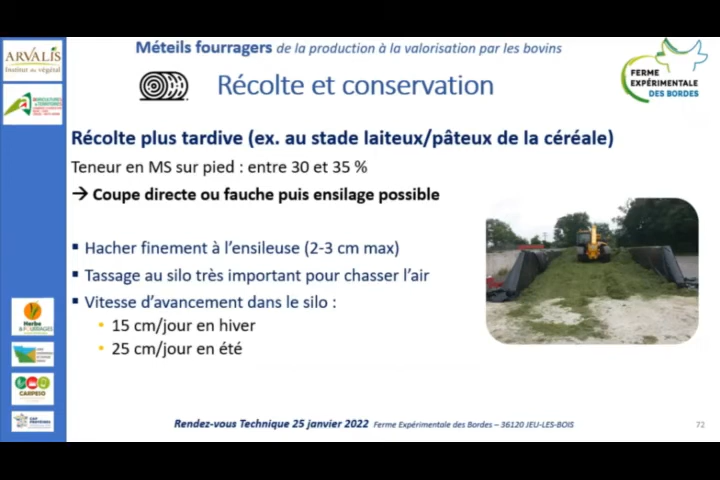 Méteils fourragers de la production à la valorisation par les bovins
ARVALIS
Institut du végétal
Récolte et conservation
FERME
EXPÉRIMENTALE
DES BORDES
Récolte plus tardive (ex. au stade laiteux/pâteux de la céréale)
Teneur en MS sur pied : entre 30 et 35 %
→ Coupe directe ou fauche puis ensilage possible
▪ Hacher finement à l’ensileuse (2-3 cm max)
▪ Tassage au silo très important pour chasser l’air
▪ Vitesse d’avancement dans le silo :
• 15 cm/jour en hiver
• 25 cm/jour en été
Herbe
& FOURRAGES
CARPESO
CAP
PROTÉINES
Rendez-vous Technique 25 janvier 2022 Ferme Expérimentale des Bordes – 36120 JEU-LES-BOIS
72